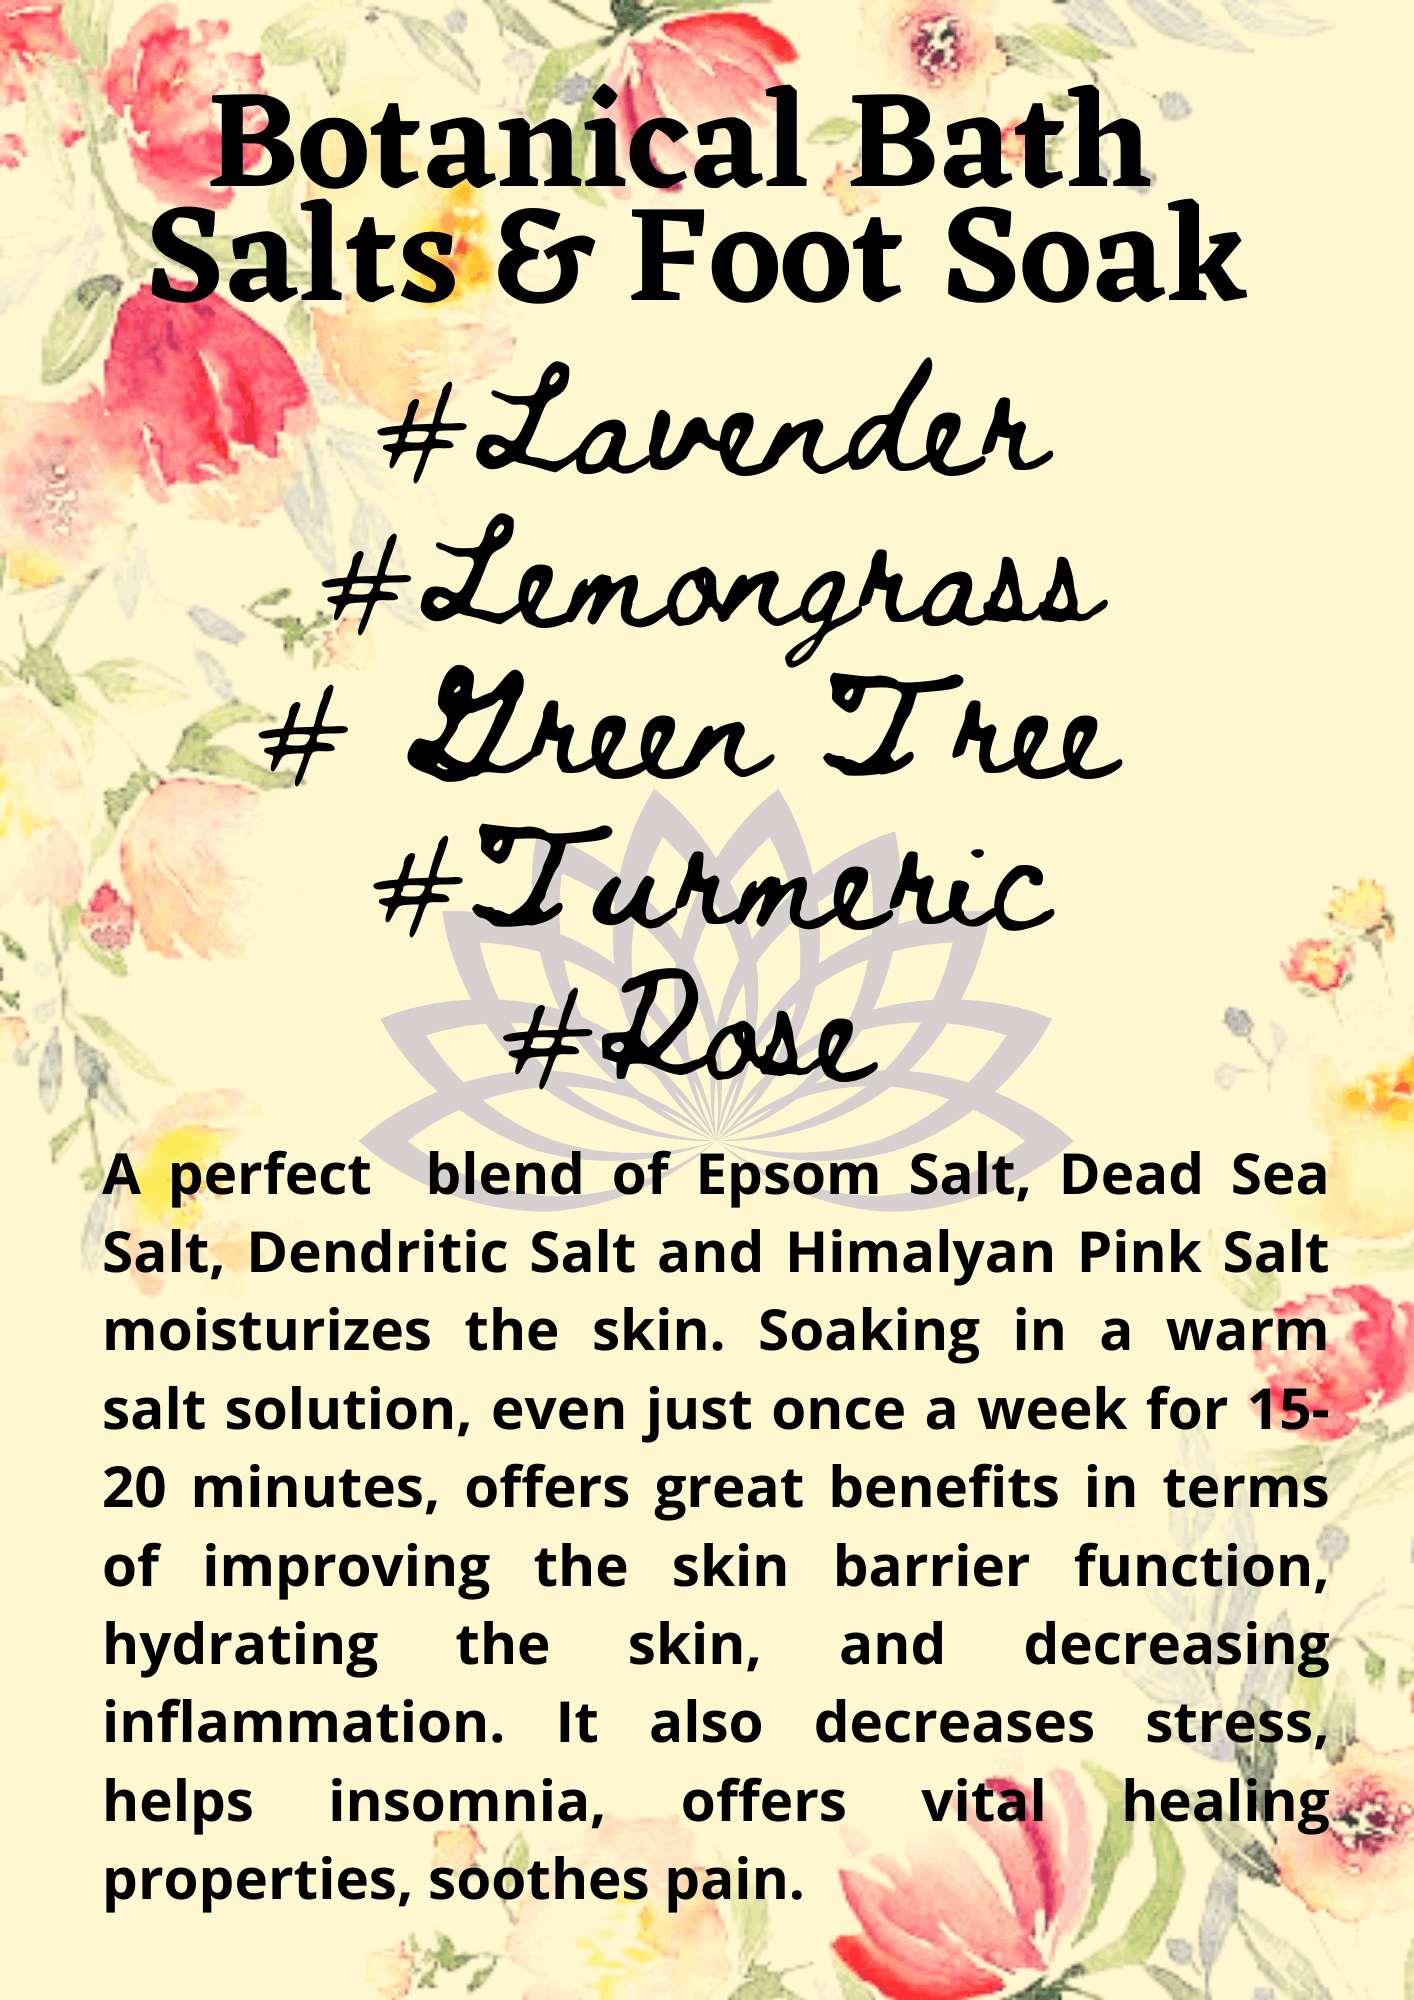 Botanical Bath
Salts & Foot Soak
#Lavender
#Lemongrass
# Green Tree
#Turmeric
#Rose
A perfect blend of Epsom Salt, Dead Sea
Salt, Dendritic Salt and Himalyan Pink Salt
moisturizes the skin. Soaking in a warm
salt solution, even just once a week for 15-
20 minutes, offers great benefits in terms
of improving the skin barrier function,
hydrating the skin, and decreasing
inflammation. It also decreases stress,
helps insomnia, offers vital healing
properties, soothes pain.